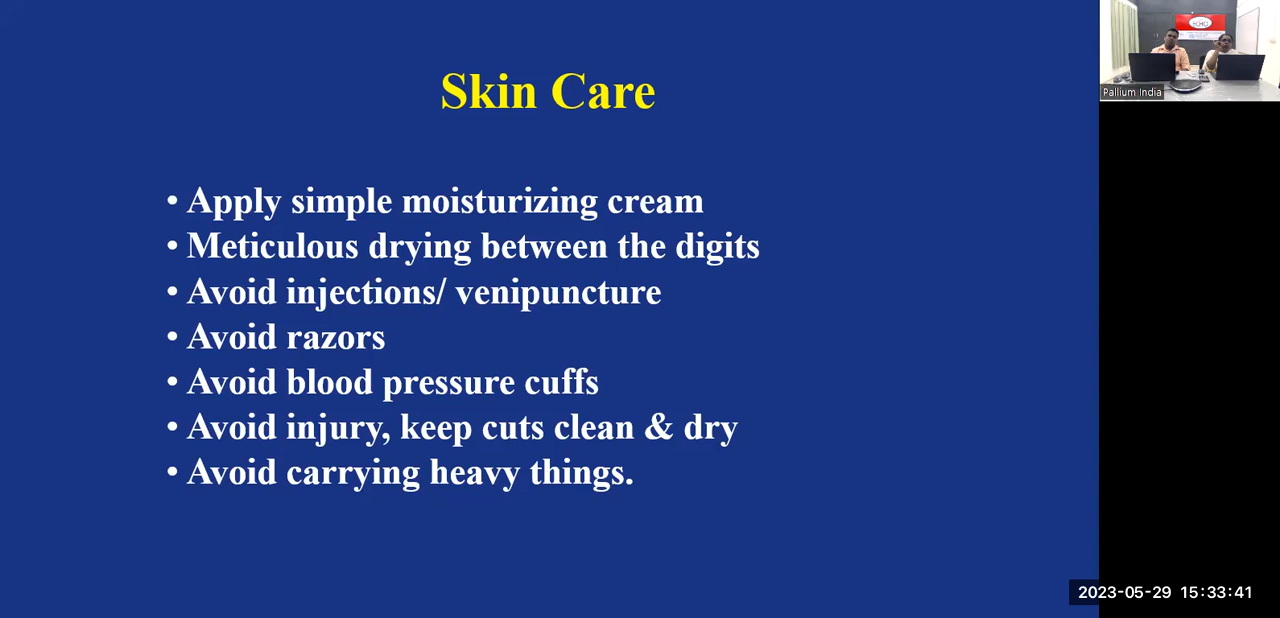 Skin Care
• Apply simple moisturizing cream
• Meticulous drying between the digits
• Avoid injections/ venipuncture
• Avoid razors
• Avoid blood pressure cuffs
• Avoid injury, keep cuts clean & dry
• Avoid carrying heavy things.
ECHO
Pallium India
2023-05-29 15:33:41